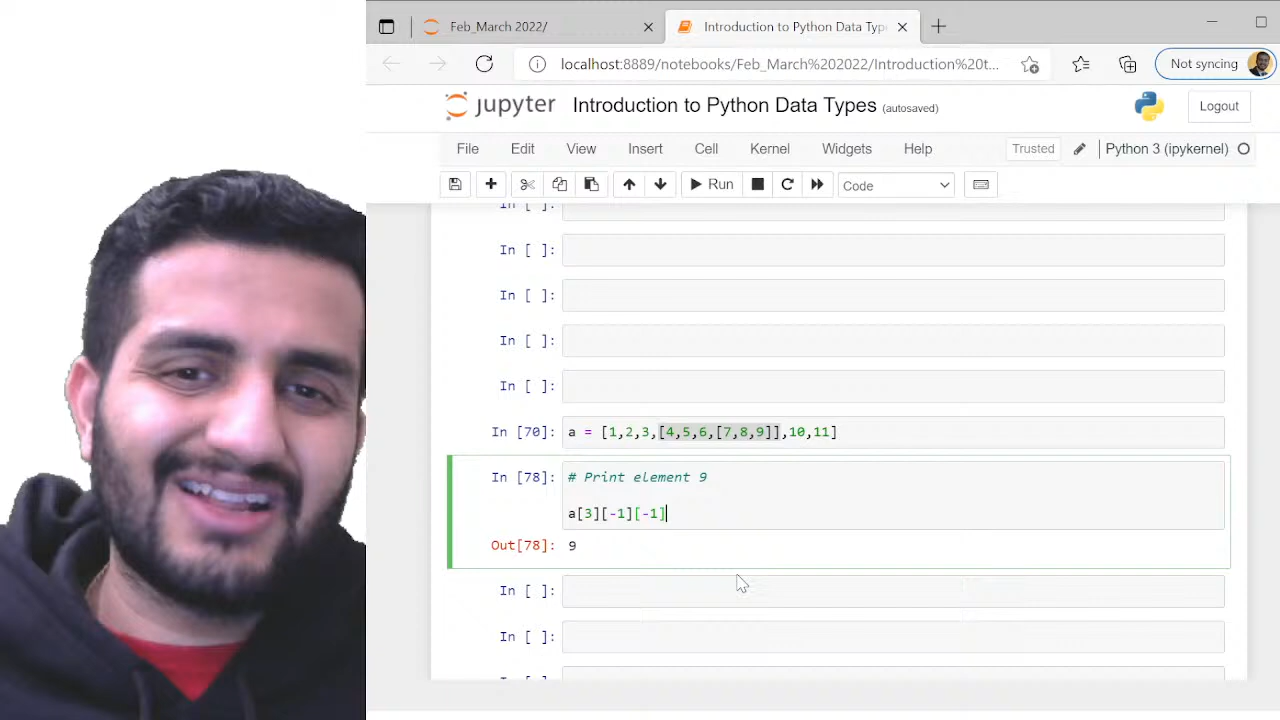 Feb_March 2022/
Introduction to Python Data Typ
Not syncing
localhost:8889/notebooks/Feb_March%202022/Introduction%20t...
jupyter Introduction to Python Data Types (autosaved)
Logout
File Edit View Insert Cell Kernel Widgets Help
Trusted Python 3 (ipykernel)
Run Code
In [ ]:
In [ ]:
In [ ]:
In [ ]:
In [ ]:
In [70]: a = [1,2,3,[4,5,6,[7,8,9]],10,11]
In [78]: # Print element 9
a[3][-1][-1]
Out[78]: 9
In [ ]:
In [ ]: